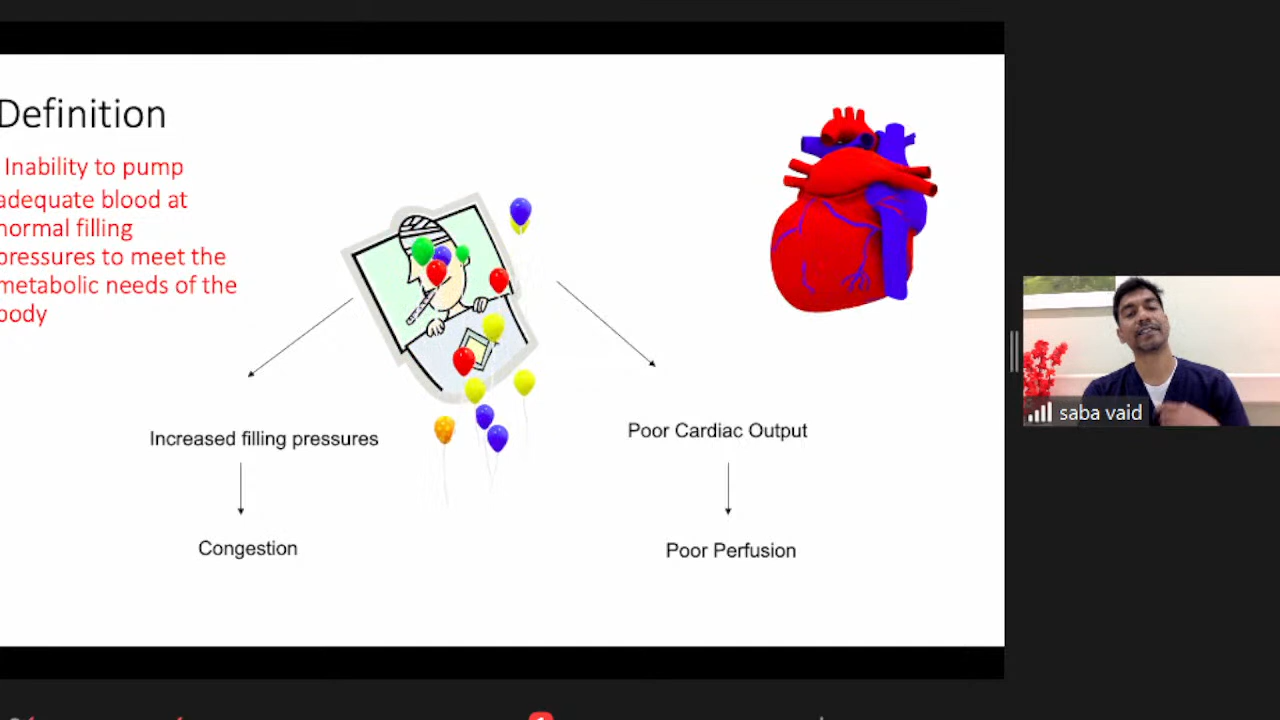 Definition
Inability to pump
adequate blood at
normal filling
pressures to meet the
metabolic needs of the
body
Increased filling pressures
Poor Cardiac Output
Congestion
Poor Perfusion
saba vaid